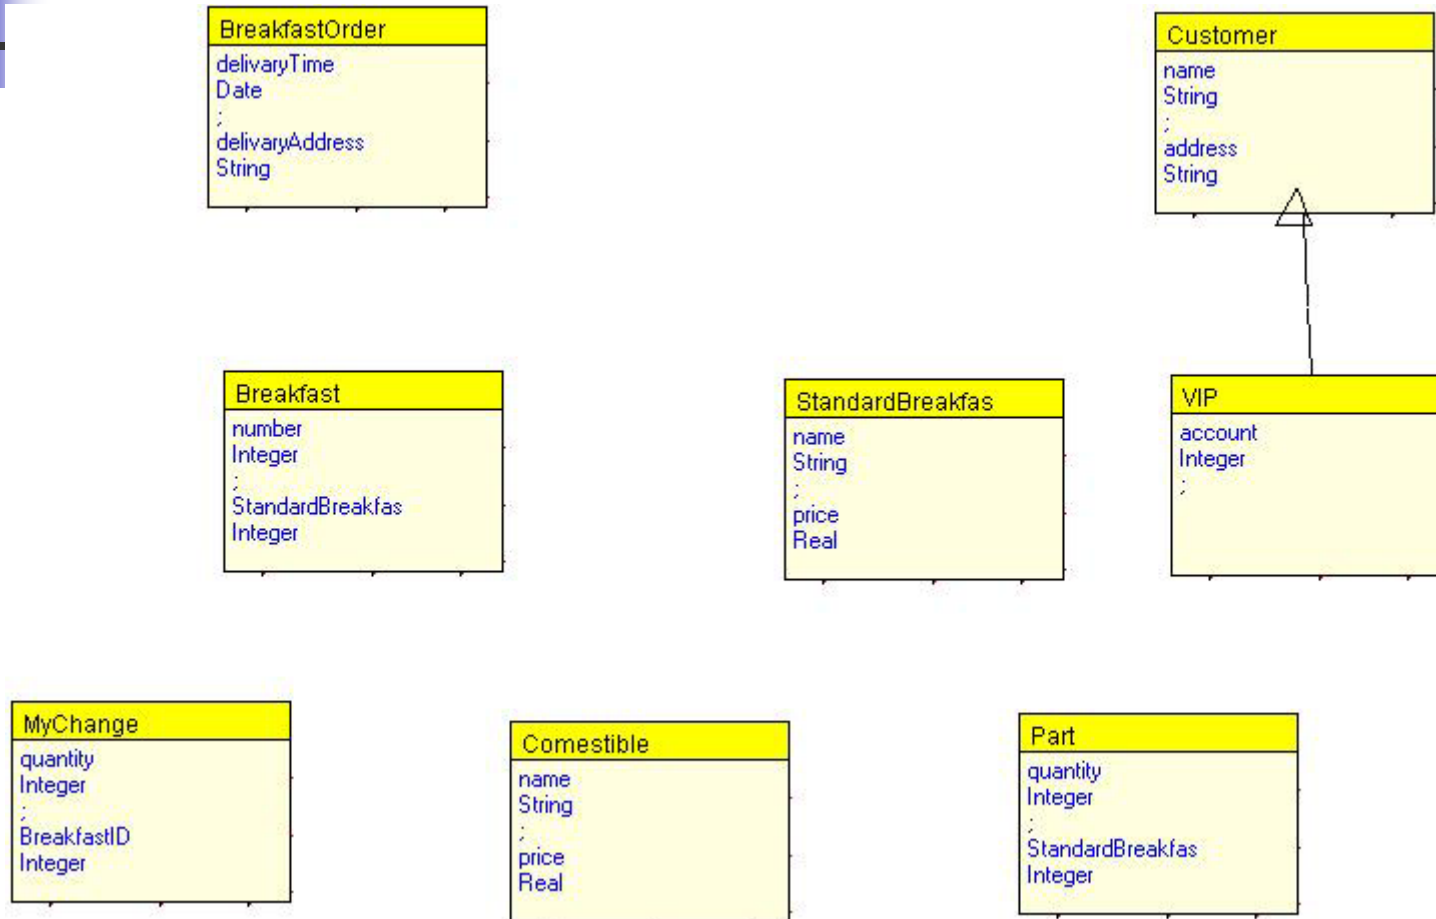 BreakfastOrder
delivaryTime
Date
;
delivaryAddress
String
Customer
name
String
;
address
String
Breakfast
number
Integer
;
StandardBreakfas
Integer
StandardBreakfas
name
String
;
price
Real
VIP
account
Integer
;
MyChange
quantity
Integer
;
BreakfastID
Integer
Comestible
name
String
;
price
Real
Part
quantity
Integer
;
StandardBreakfas
Integer